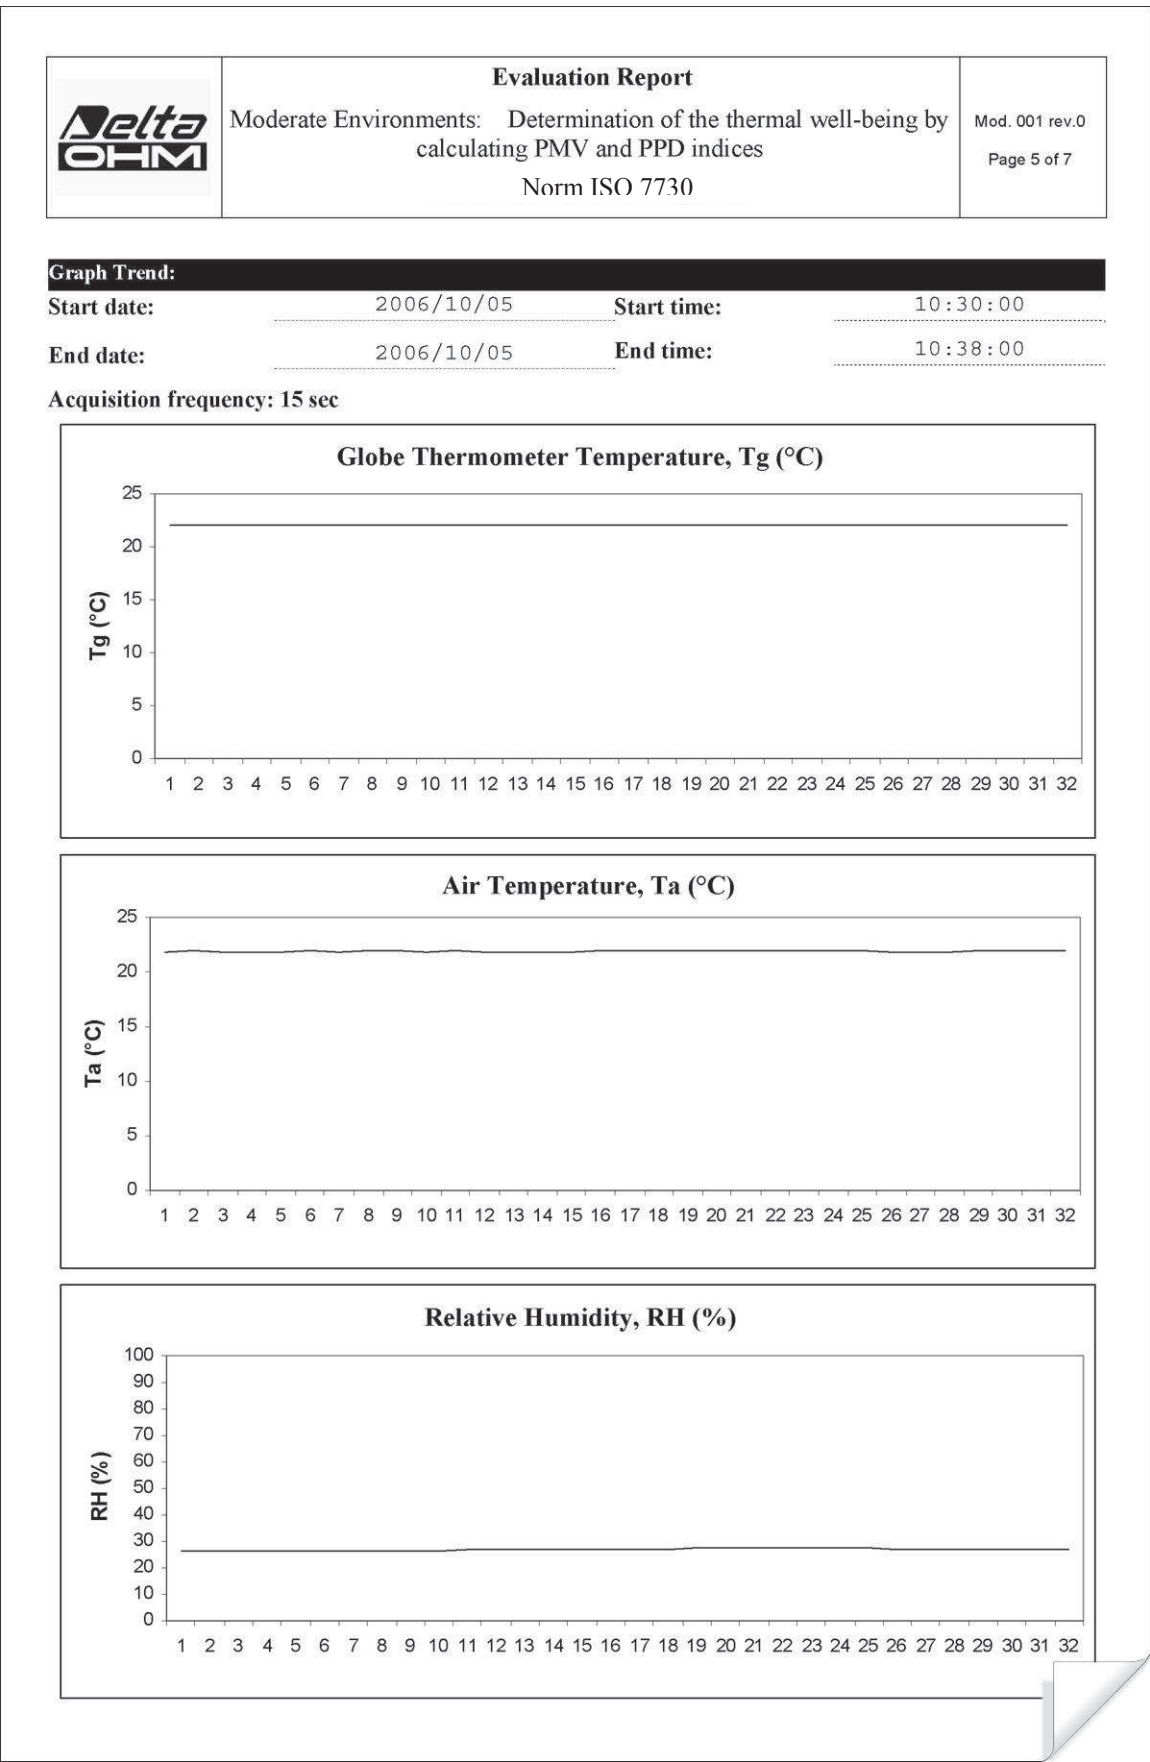 Delta
OHM
Evaluation Report
Moderate Environments: Determination of the thermal well-being by
calculating PMV and PPD indices
Norm ISO 7730
Mod. 001 rev.0
Page 5 of 7
Graph Trend:
Start date: 2006/10/05 Start time: 10:30:00
End date: 2006/10/05 End time: 10:38:00
Acquisition frequency: 15 sec
Globe Thermometer Temperature, Tg (°C)
Tg (°C)
25
20
15
10
5
0
1 2 3 4 5 6 7 8 9 10 11 12 13 14 15 16 17 18 19 20 21 22 23 24 25 26 27 28 29 30 31 32
Air Temperature, Ta (°C)
Ta (°C)
25
20
15
10
5
0
1 2 3 4 5 6 7 8 9 10 11 12 13 14 15 16 17 18 19 20 21 22 23 24 25 26 27 28 29 30 31 32
Relative Humidity, RH (%)
RH (%)
100
90
80
70
60
50
40
30
20
10
0
1 2 3 4 5 6 7 8 9 10 11 12 13 14 15 16 17 18 19 20 21 22 23 24 25 26 27 28 29 30 31 32